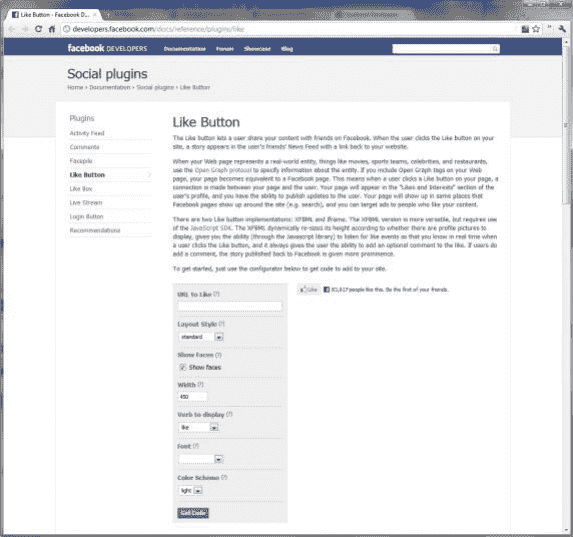 Like Button - Facebook D...
developers.facebook.com/docs/reference/plugins/like
facebook DEVELOPERS Documentation Forum Showcase Blog
Social plugins
Home › Documentation › Social plugins › Like Button
Plugins
Activity Feed
Comments
Facepile
Like Button
Like Box
Live Stream
Login Button
Recommendations
Like Button
The Like button lets a user share your content with friends on Facebook. When the user clicks the Like button on your
site, a story appears in the user's friends' News Feed with a link back to your website.
When your Web page represents a real-world entity, things like movies, sports teams, celebrities, and restaurants,
use the Open Graph protocol to specify information about the entity. If you include Open Graph tags on your Web
page, your page becomes equivalent to a Facebook page. This means when a user clicks a Like button on your page, a
connection is made between your page and the user. Your page will appear in the "Likes and Interests" section of the
user's profile, and you have the ability to publish updates to the user. Your page will show up in same places that
Facebook pages show up around the site (e.g. search), and you can target ads to people who like your content.
There are two Like button implementations: XFBML and Iframe. The XFBML version is more versatile, but requires use
of the JavaScript SDK. The XFBML dynamically re-sizes its height according to whether there are profile pictures to
display, gives you the ability (through the Javascript library) to listen for like events so that you know in real time when
a user clicks the Like button, and it always gives the user the ability to add an optional comment to the like. If users do
add a comment, the story published back to Facebook is given more prominence.
To get started, just use the configurator below to get code to add to your site.
URL to Like (?)
Like people like this. Be the first of your friends.
Layout Style (?)
standard
Show Faces (?)
Show faces
Width (?)
450
Verb to display (?)
like
Font (?)
Color Scheme (?)
light
Get Code